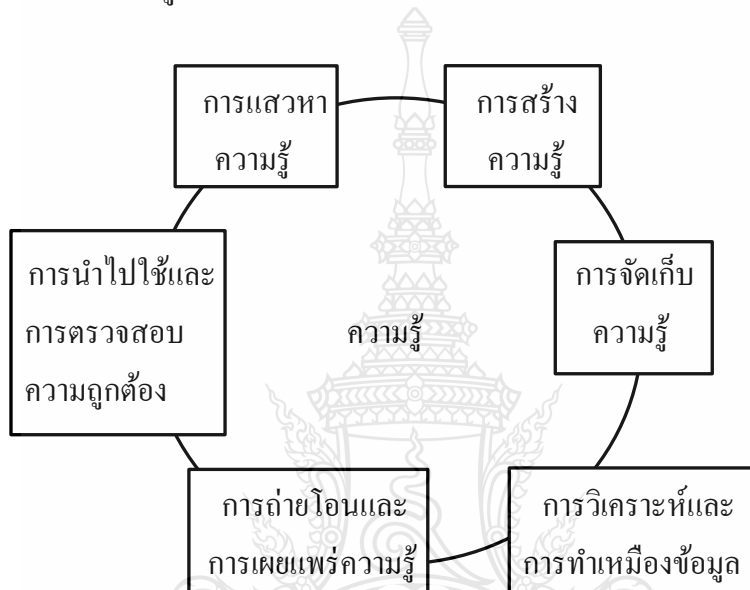 การแสวหา
ความรู้
การสร้าง
ความรู้
การจัดเก็บ
ความรู้
การวิเคราะห์และ
การทำเหมืองข้อมูล
การถ่ายโอนและ
การเผยแพร่ความรู้
การนำไปใช้และ
การตรวจสอบ
ความถูกต้อง
ความรู้